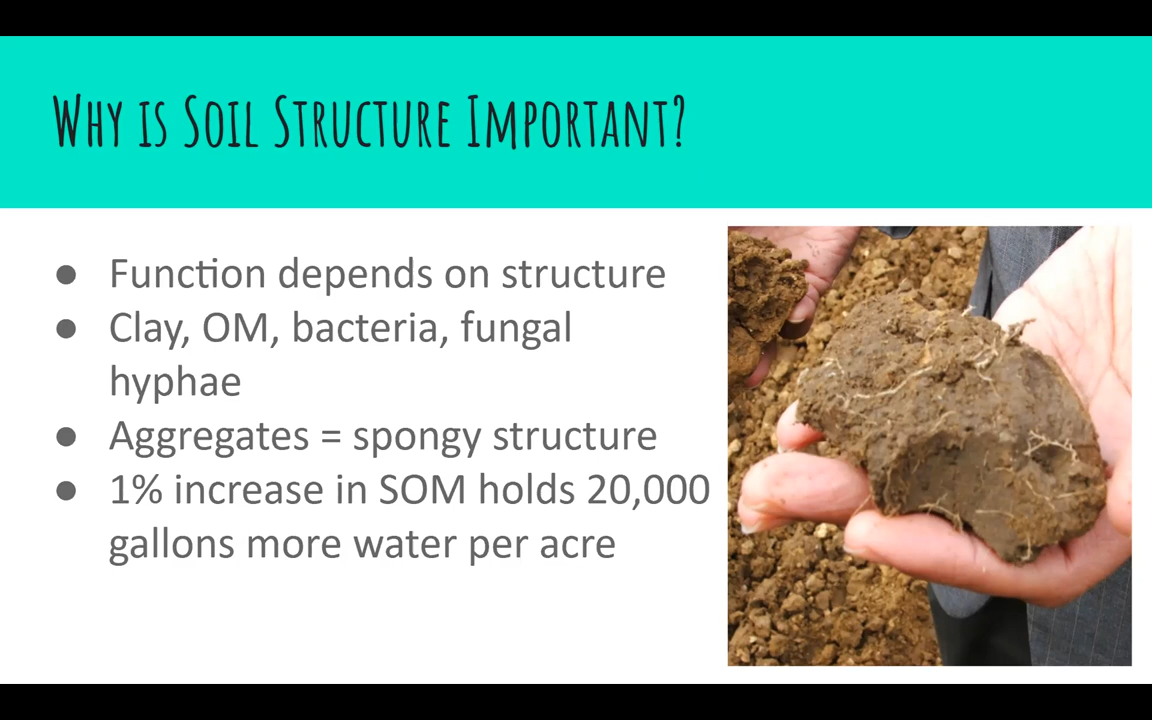 Why is Soil Structure Important?
● Function depends on structure
● Clay, OM, bacteria, fungal
hyphae
● Aggregates = spongy structure
● 1% increase in SOM holds 20,000
gallons more water per acre